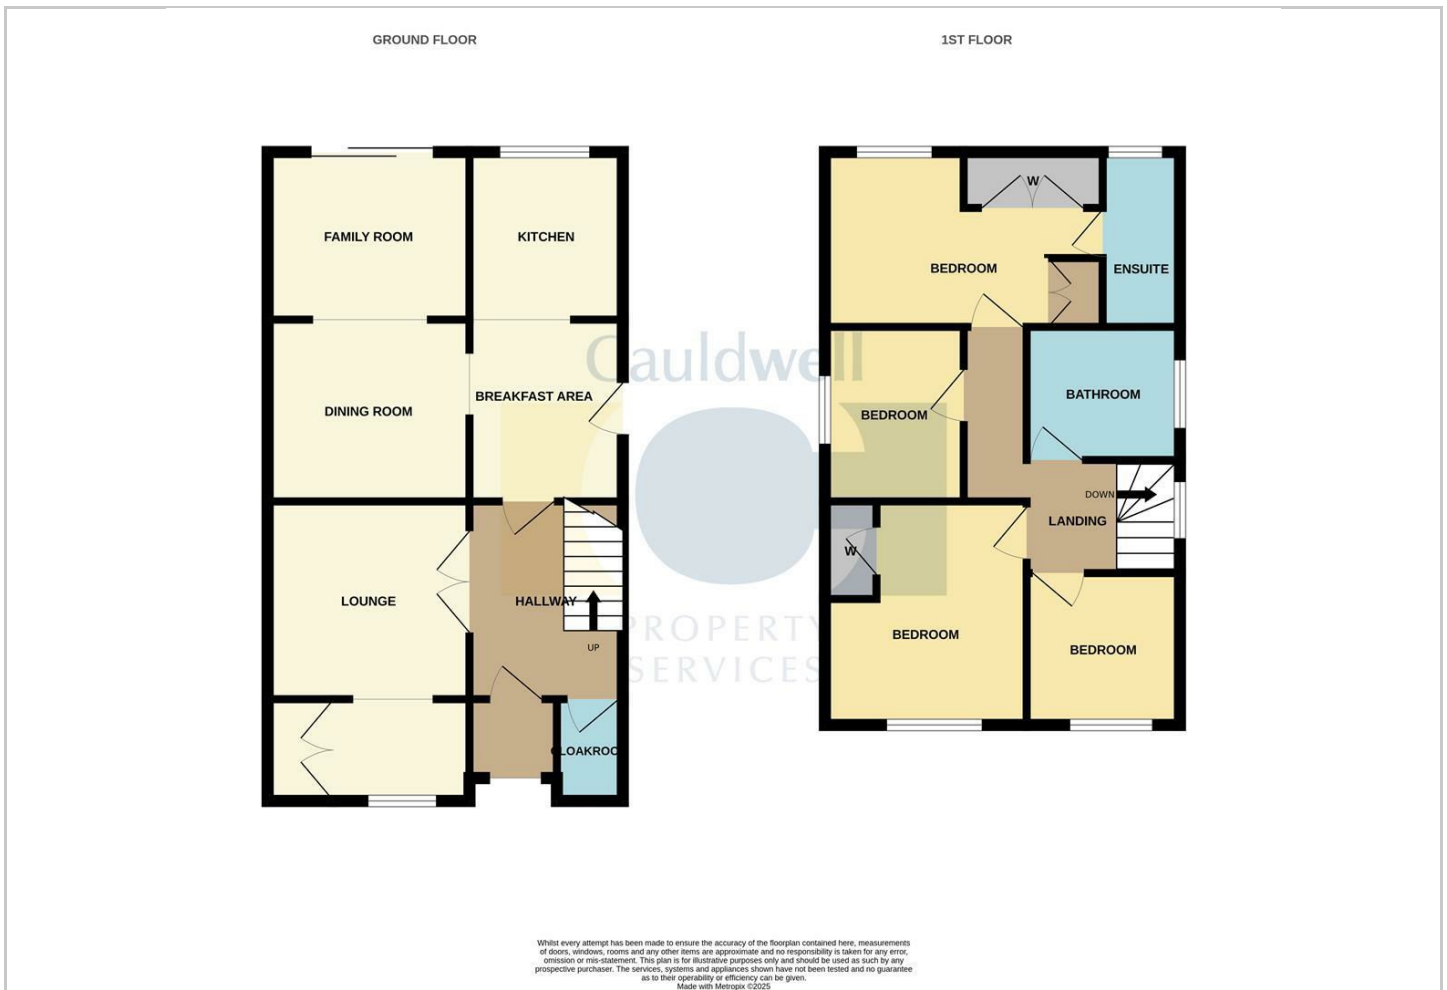 GROUND FLOOR
1ST FLOOR
FAMILY ROOM
KITCHEN
DINING ROOM
BREAKFAST AREA
LOUNGE
HALLWAY
UP
CLOAKROO
W
BEDROOM
ENSUITE
BEDROOM
BATHROOM
DOWN
LANDING
W
BEDROOM
BEDROOM
Cauldwell
PROPERTY
SERVICES
Whilst every attempt has been made to ensure the accuracy of the floorplan contained here, measurements
of doors, windows, rooms and any other items are approximate and no responsibility is taken for any error,
omission or mis-statement. This plan is for illustrative purposes only and should be used as such by any
prospective purchaser. The services, systems and appliances shown have not been tested and no guarantee
as to their operability or efficiency can be given.
Made with Metropix ©2025